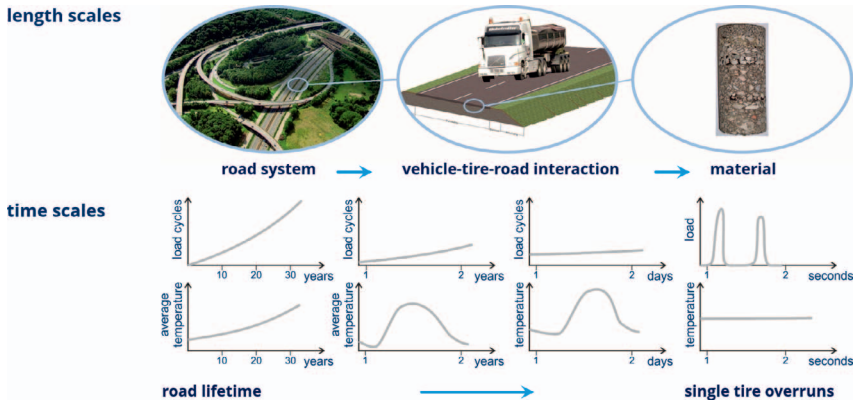 length scales
road system
vehicle-tire-road interaction
material
time scales
load cycles
10 20 30 years
load cycles
1 2 years
load cycles
1 2 days
load
1 2 seconds
average
temperature
10 20 30 years
average
temperature
1 2 years
temperature
1 2 days
temperature
1 2 seconds
road lifetime
single tire overruns